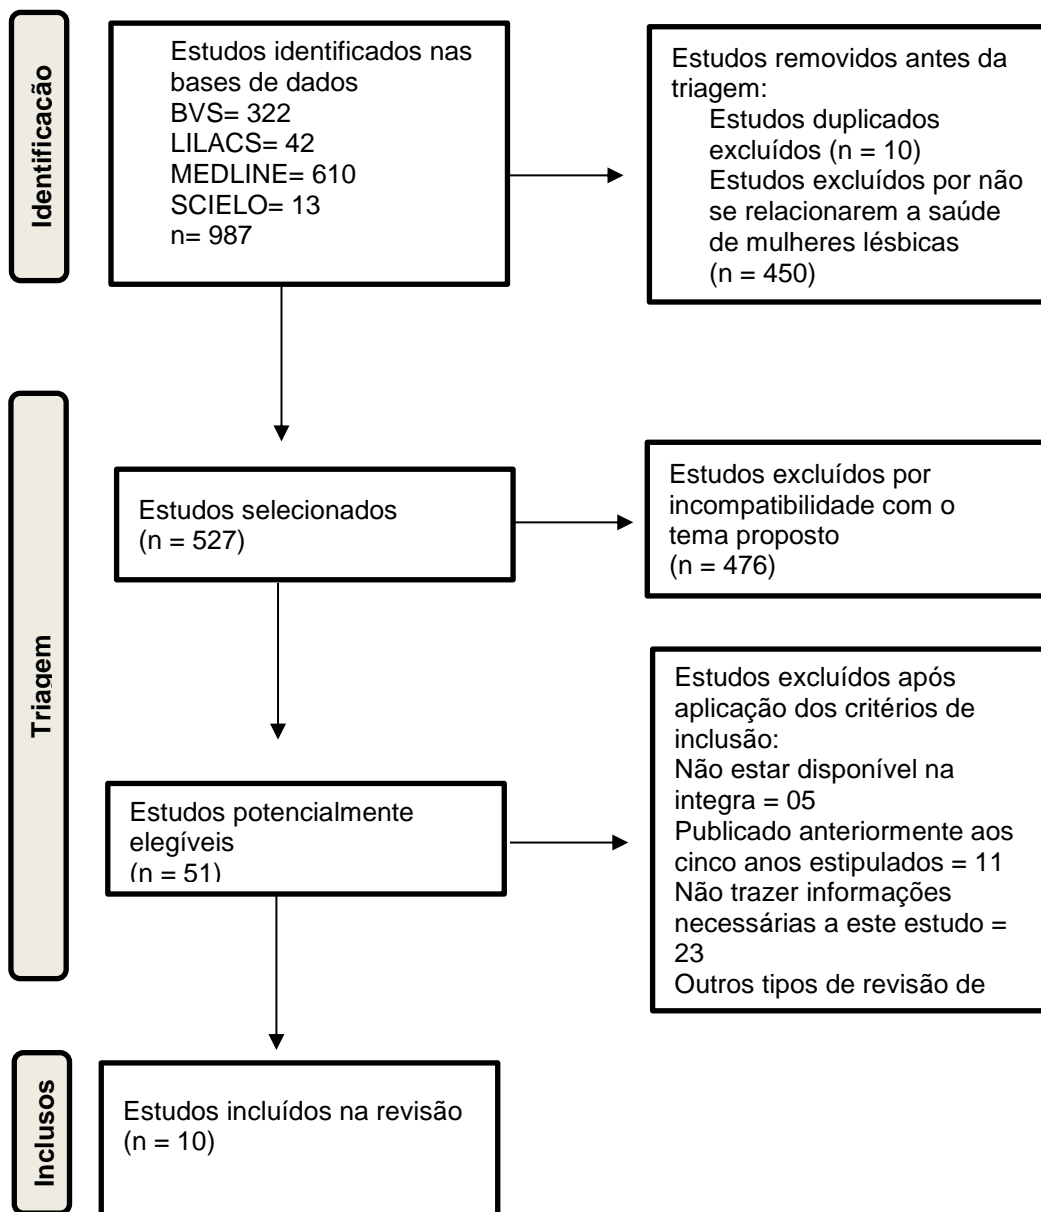 Identificação
Estudos identificados nas
bases de dados
BVS= 322
LILACS= 42
MEDLINE= 610
SCIELO= 13
n= 987
Estudos removidos antes da
triagem:
Estudos duplicados
excluídos (n = 10)
Estudos excluídos por não
se relacionarem a saúde
de mulheres lésbicas
(n = 450)
Triagem
Estudos selecionados
(n = 527)
Estudos excluídos por
incompatibilidade com o
tema proposto
(n = 476)
Estudos potencialmente
elegíveis
(n = 51)
Estudos excluídos após
aplicação dos critérios de
inclusão:
Não estar disponível na
integra = 05
Publicado anteriormente aos
cinco anos estipulados = 11
Não trazer informações
necessárias a este estudo =
23
Outros tipos de revisão de
Inclusos
Estudos incluídos na revisão
(n = 10)